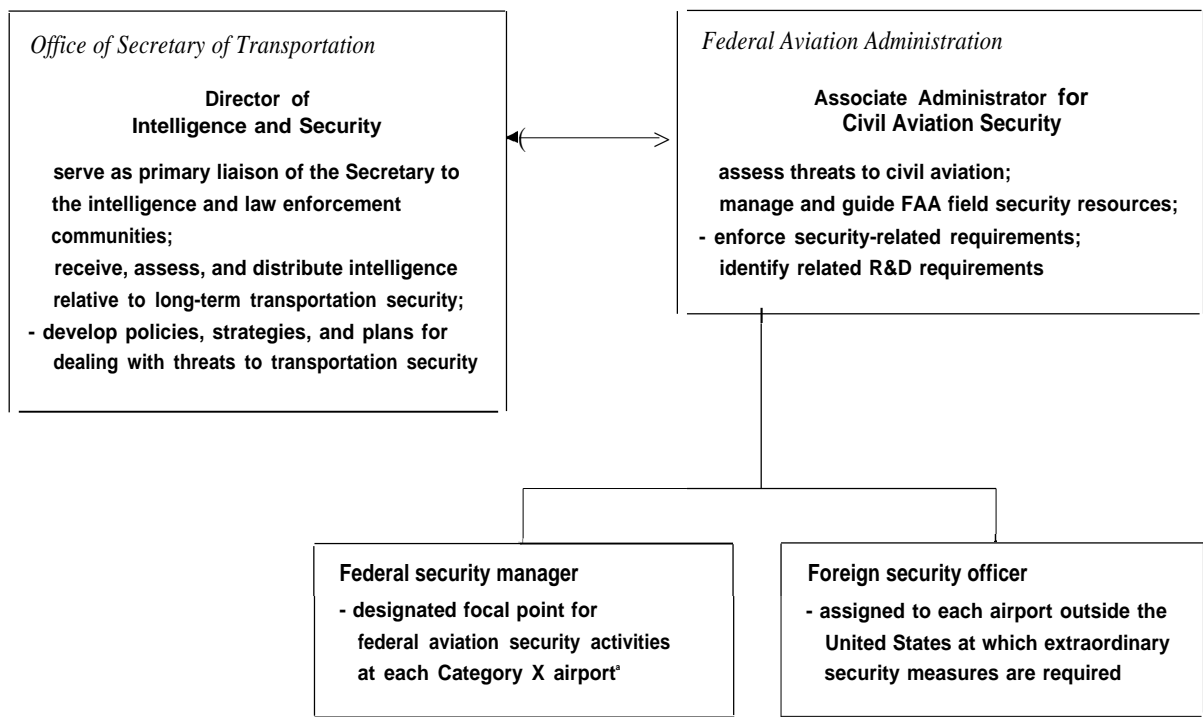 Office of Secretary of Transportation
Director of
Intelligence and Security
serve as primary liaison of the Secretary to
the intelligence and law enforcement
communities;
receive, assess, and distribute intelligence
relative to long-term transportation security;
- develop policies, strategies, and plans for
dealing with threats to transportation security
Federal Aviation Administration
Associate Administrator for
Civil Aviation Security
assess threats to civil aviation;
manage and guide FAA field security resources;
- enforce security-related requirements;
identify related R&D requirements
Federal security manager
- designated focal point for
federal aviation security activities
at each Category X airportª
Foreign security officer
- assigned to each airport outside the
United States at which extraordinary
security measures are required